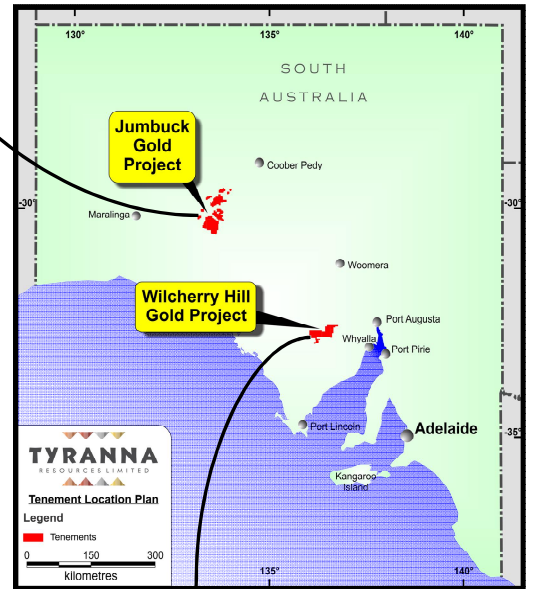 130°
135°
140°
SOUTH
AUSTRALIA
Jumbuck
Gold
Project
Coober Pedy
-30°
-30°
Maralinga
Woomera
Wilcherry Hill
Gold Project
Port Augusta
Whyalla
Port Pirie
Port Lincoln
Adelaide
-35°
Kangaroo
Island
TYRANNA
RESOURCES LIMITED
Tenement Location Plan
Legend
Tenements
0 150 300
kilometres
135°
140°